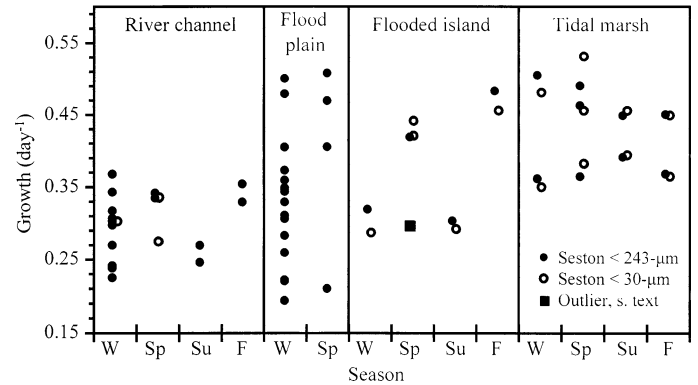 River channel
Flood
plain
Flooded island
Tidal marsh
0.55
0.45
0.35
0.25
0.15
Growth (day-1)
Seston < 243-μm
Seston < 30-μm
Outlier, s. text
W Sp Su F W Sp W Sp Su F W Sp Su F
Season